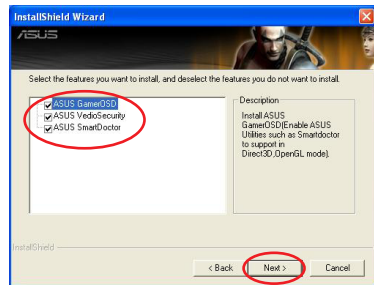 InstallShield Wizard
ASUS
Select the features you want to install, and deselect the features you do not want to install.
ASUS GamerOSD
ASUS VedioSecurity
ASUS SmartDoctor
Description
Install ASUS
GamerOSD(Enable ASUS
Utilities such as Smartdoctor
to support in
Direct3D,OpenGL mode).
InstallShield
< Back
Next >
Cancel